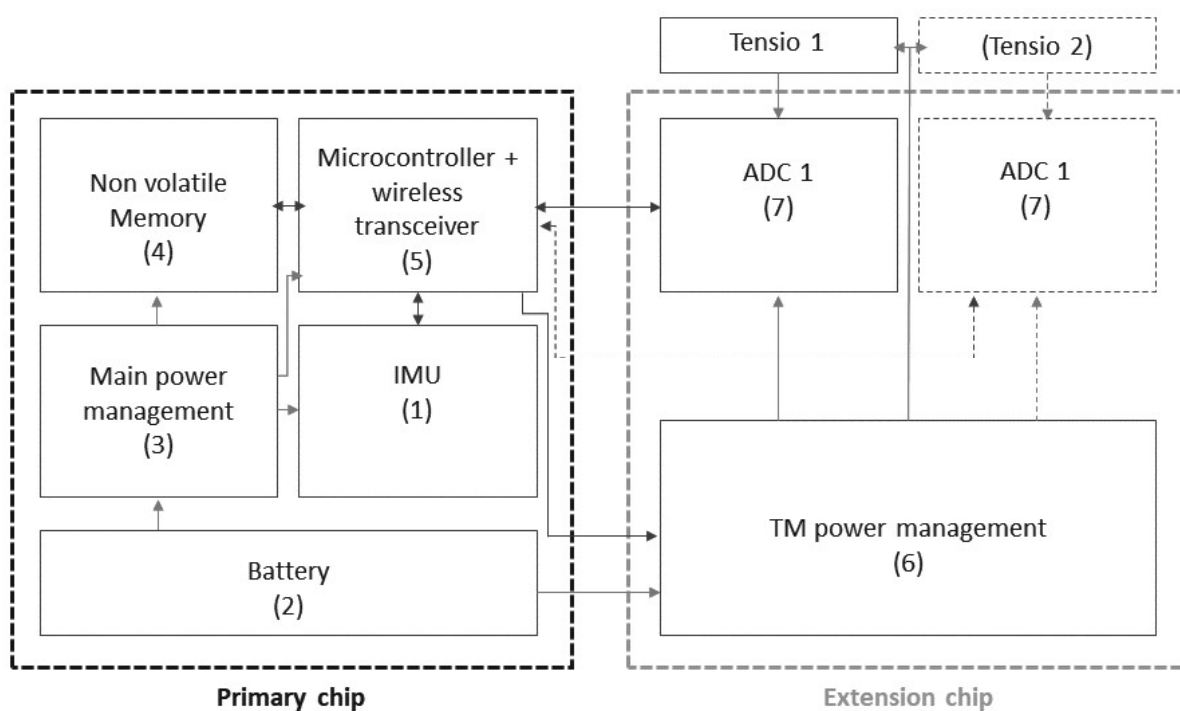 Tensio 1
(Tensio 2)
Non volatile
Memory
(4)
Microcontroller +
wireless
transceiver
(5)
ADC 1
(7)
ADC 1
(7)
Main power
management
(3)
IMU
(1)
TM power management
(6)
Battery
(2)
Primary chip
Extension chip